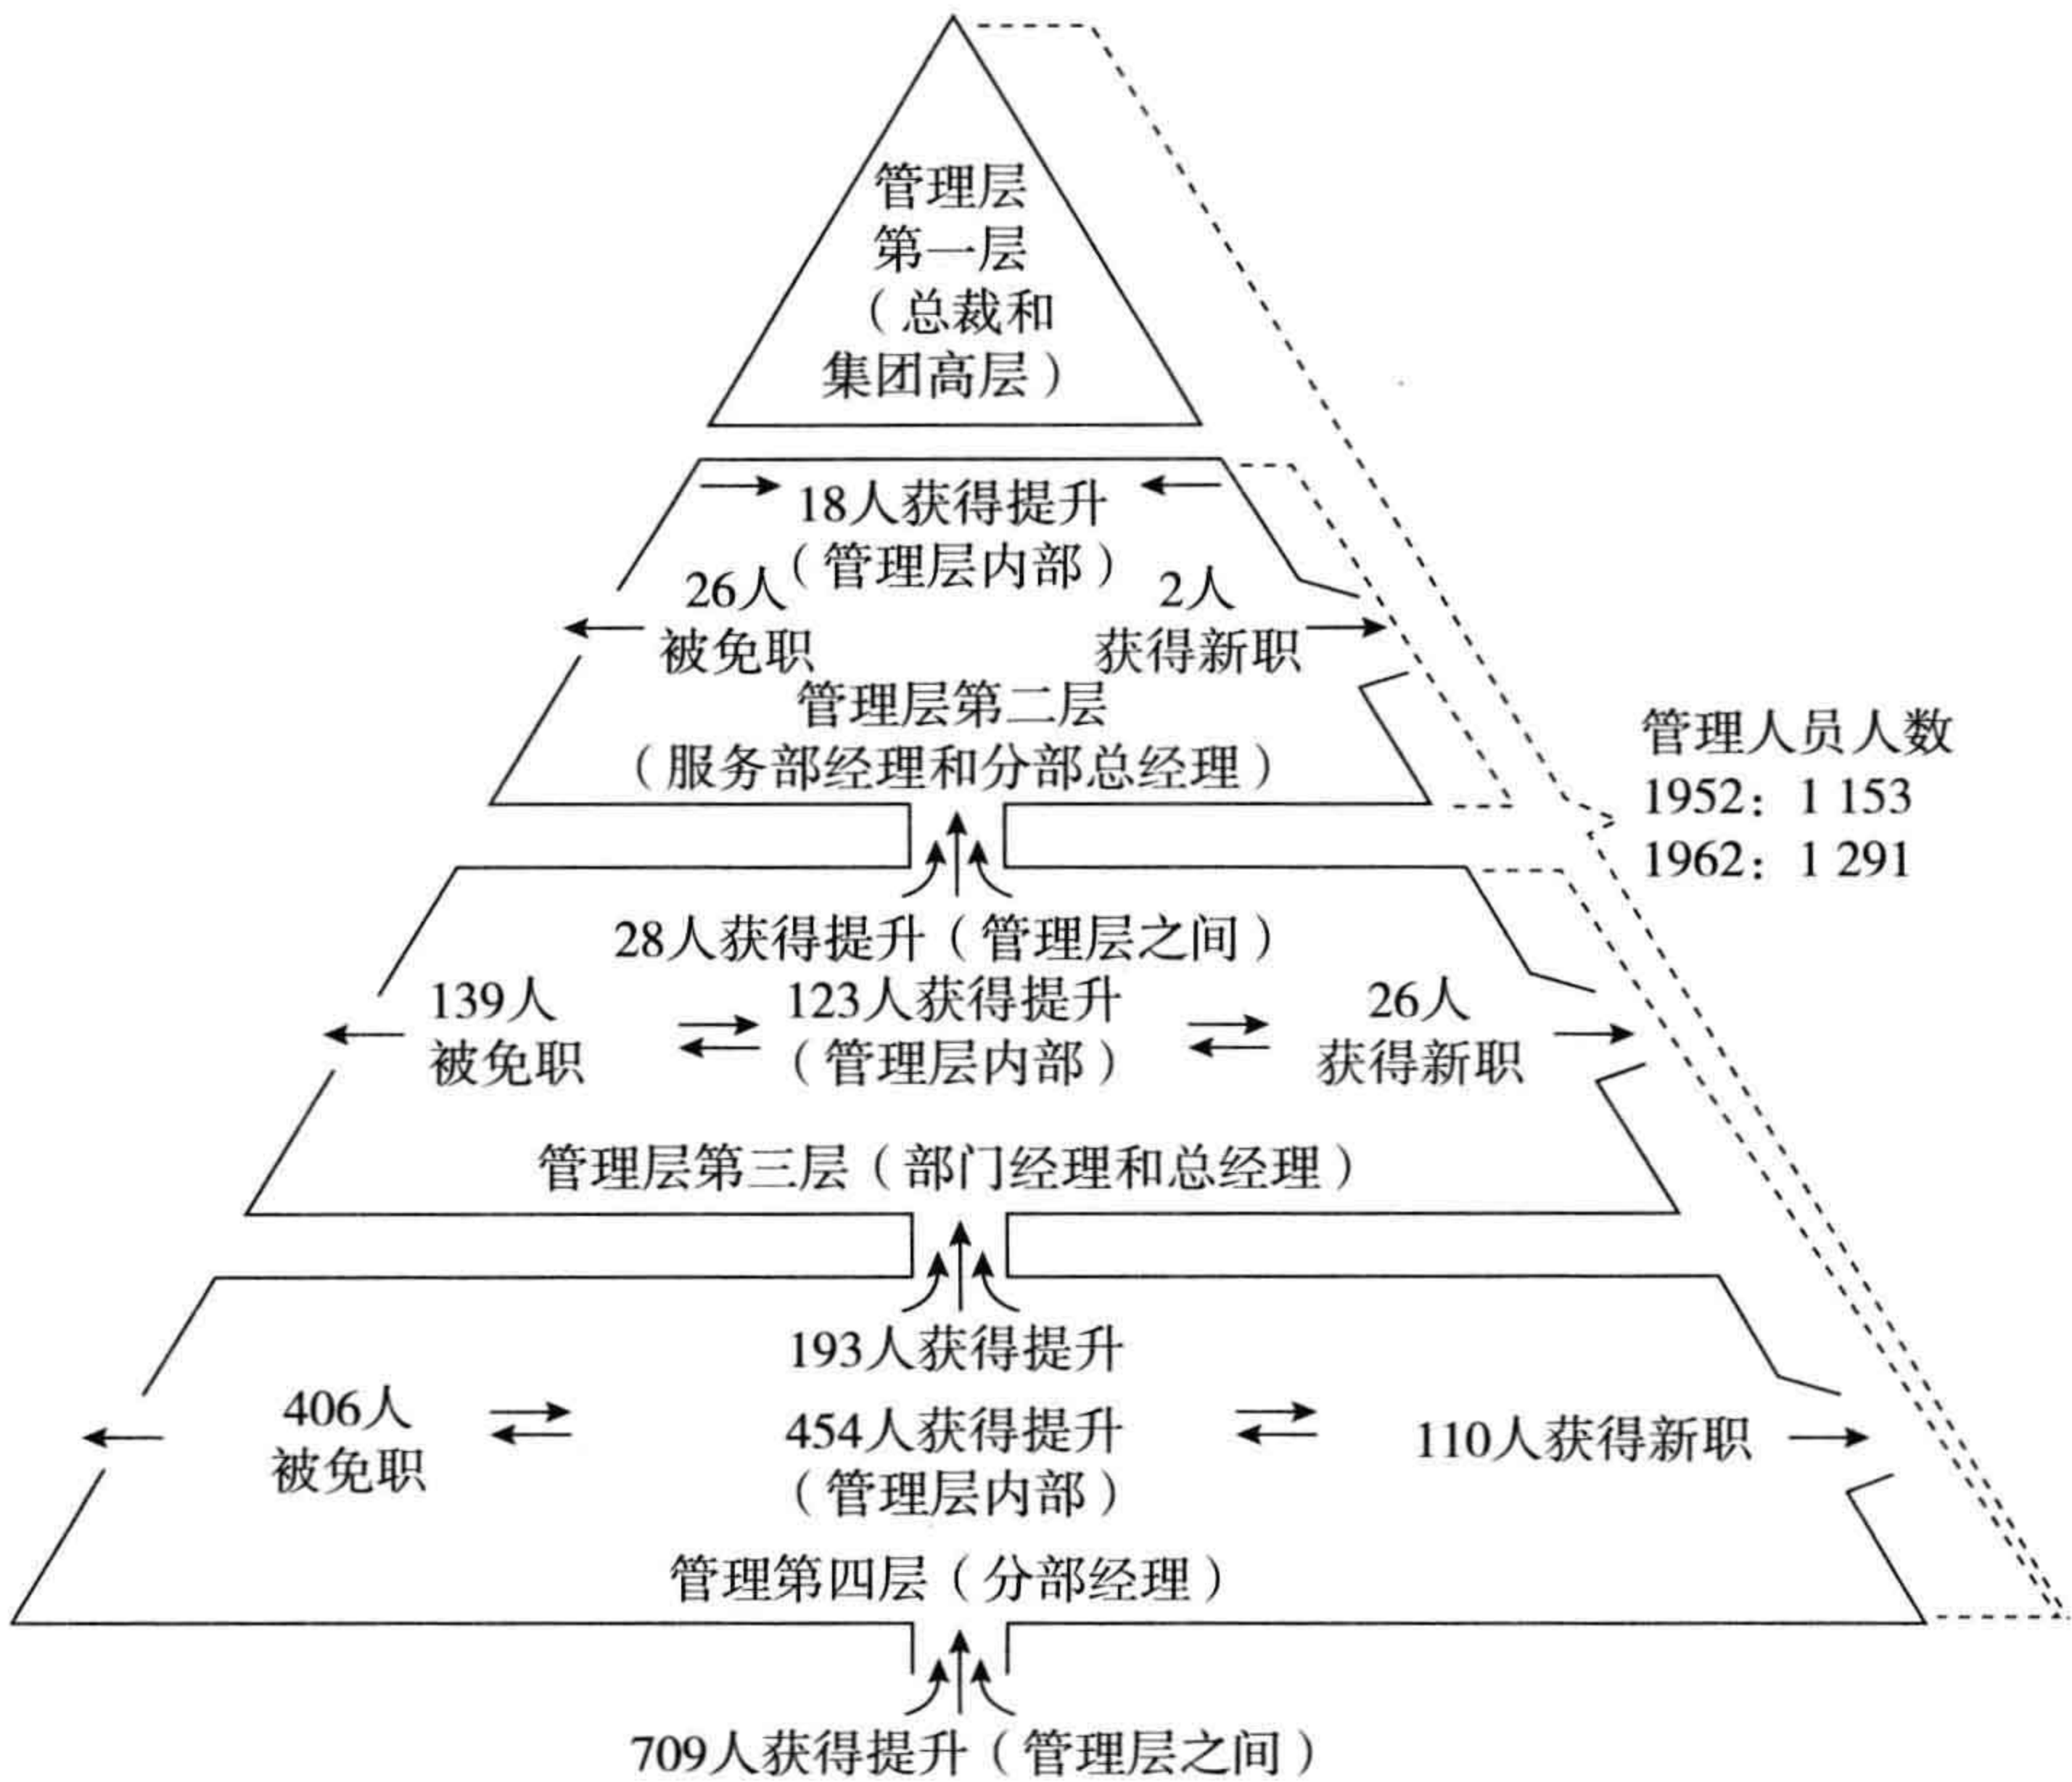 管理层
第一层
（总裁和
集团高层）
18人获得提升
（管理层内部）
26人
被免职
2人
获得新职
管理层第二层
（服务部经理和分部总经理）
管理人员人数
1952：1 153
1962：1 291
28人获得提升（管理层之间）
139人
被免职
123人获得提升
（管理层内部）
26人
获得新职
管理层第三层（部门经理和总经理）
193人获得提升
406人
被免职
454人获得提升
（管理层内部）
110人获得新职
管理第四层（分部经理）
709人获得提升（管理层之间）